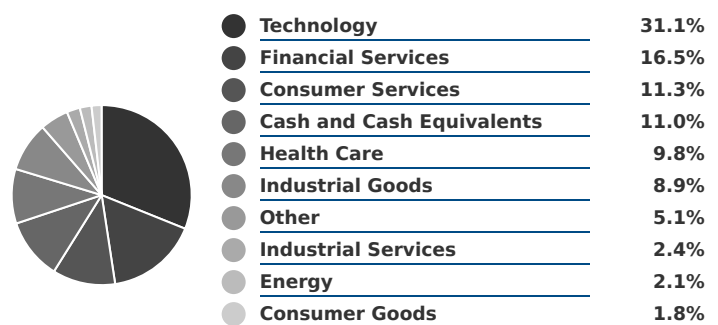 Technology 31.1%
Financial Services 16.5%
Consumer Services 11.3%
Cash and Cash Equivalents 11.0%
Health Care 9.8%
Industrial Goods 8.9%
Other 5.1%
Industrial Services 2.4%
Energy 2.1%
Consumer Goods 1.8%